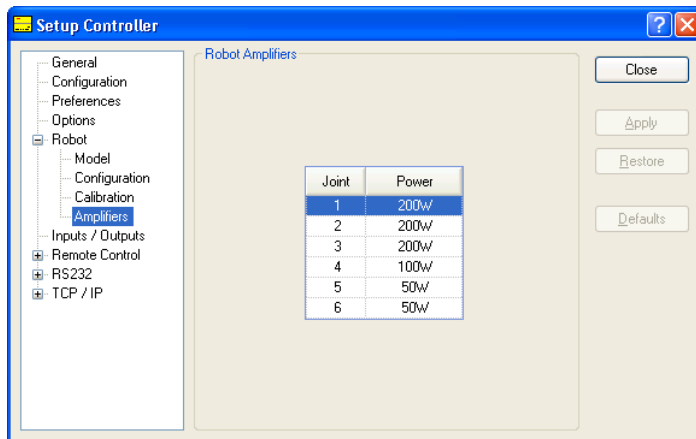 Setup Controller
General
Configuration
Preferences
Options
Robot
Model
Configuration
Calibration
Amplifiers
Inputs / Outputs
Remote Control
RS232
TCP / IP
Robot Amplifiers
Joint Power
1 200W
2 200W
3 200W
4 100W
5 50W
6 50W
Close
Apply
Restore
Defaults